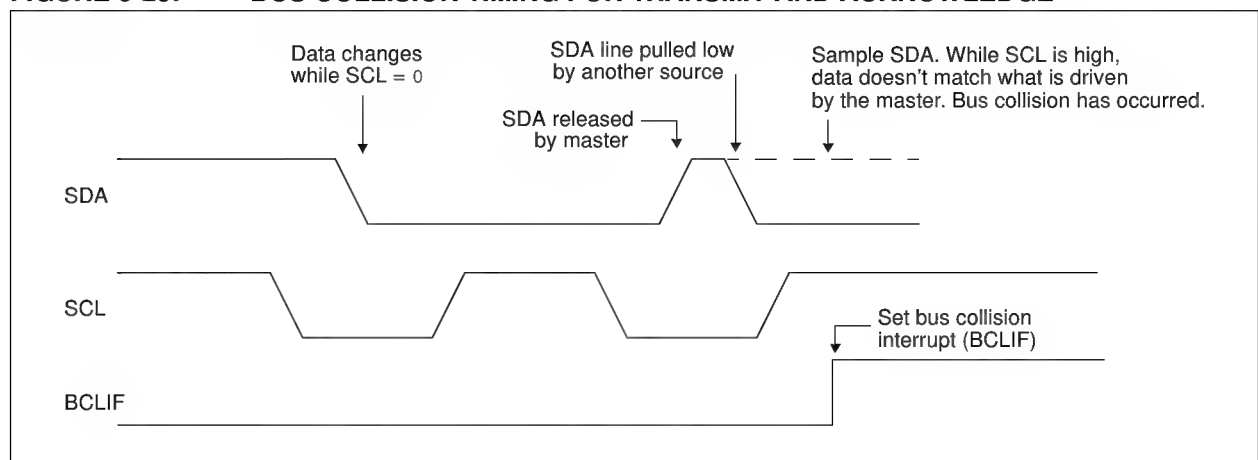 Data changes
while SCL = 0
SDA line pulled low
by another source
Sample SDA. While SCL is high,
data doesn't match what is driven
by the master. Bus collision has occurred.
SDA released
by master
SDA
SCL
Set bus collision
interrupt (BCLIF)
BCLIF